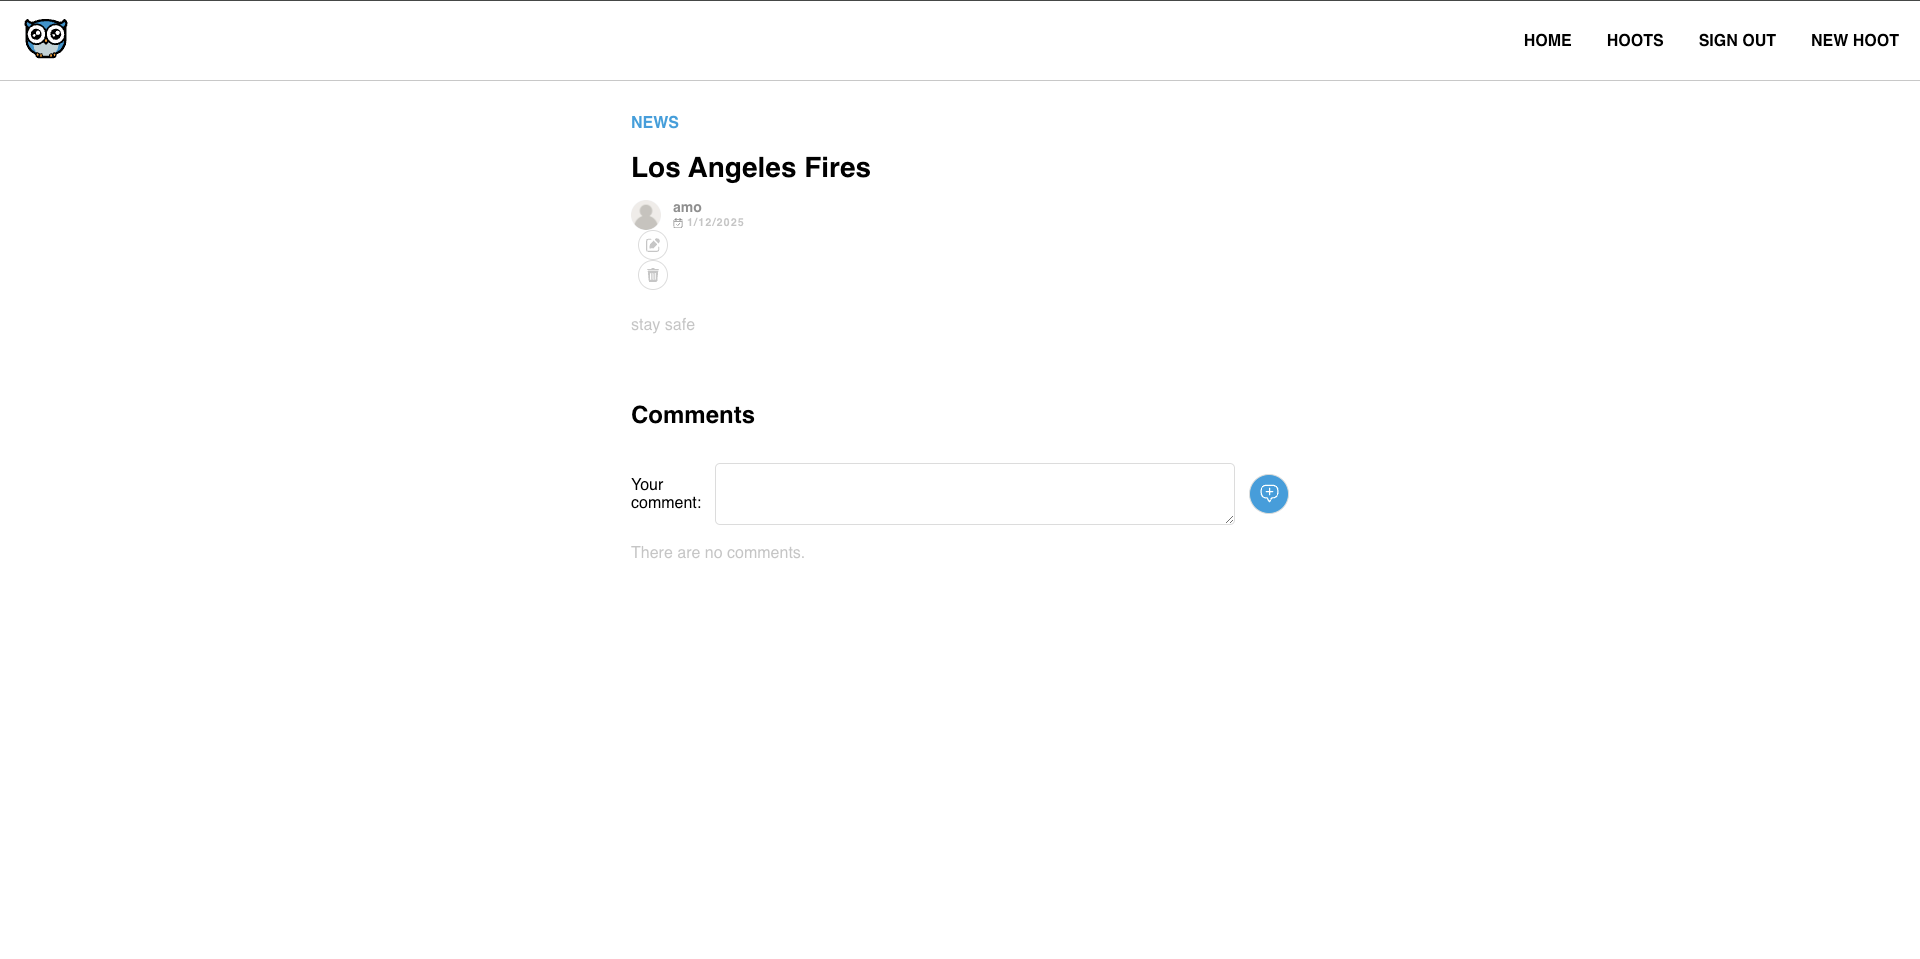 HOME HOOTS SIGN OUT NEW HOOT
NEWS
Los Angeles Fires
amo
1/12/2025
stay safe
Comments
Your
comment:
There are no comments.